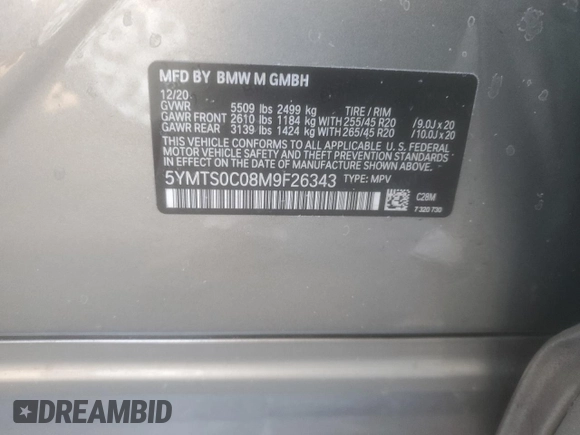 MFD BY BMW M GMBH
12/20
GVWR 5509 lbs 2499 kg TIRE / RIM
GAWR FRONT 2610 lbs 1184 kg WITH 255/45 R20 /9.0J x 20
GAWR REAR 3139 lbs 1424 kg WITH 265/45 R20 /10.0J x 20
THIS VEHICLE CONFORMS TO ALL APPLICABLE U. S. FEDERAL
MOTOR VEHICLE SAFETY STANDARDS IN EFFECT ON THE
DATE OF MANUFACTURE SHOWN ABOVE.
5YMTS0C08M9F26343 TYPE: MPV
C28M
7 320 730
DREAMBID